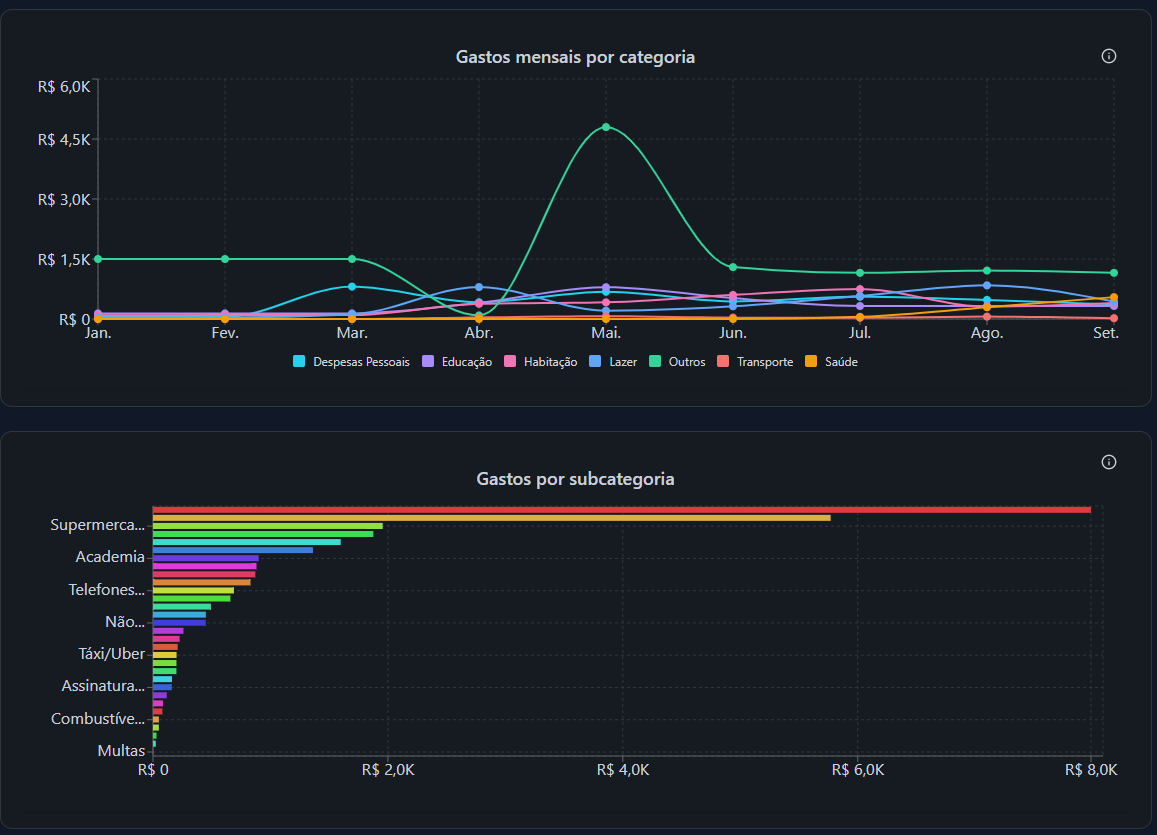 Gastos mensais por categoria
R$ 6,0K
R$ 4,5K
R$ 3,0K
R$ 1,5K
R$ 0
Jan. Fev. Mar. Abr. Mai. Jun. Jul. Ago. Set.
Despesas Pessoais Educação Habitação Lazer Outros Transporte Saúde
Gastos por subcategoria
Supermerca...
Academia
Telefones...
Não...
Táxi/Uber
Assinatura...
Combustíve...
Multas
R$ 0 R$ 2,0K R$ 4,0K R$ 6,0K R$ 8,0K